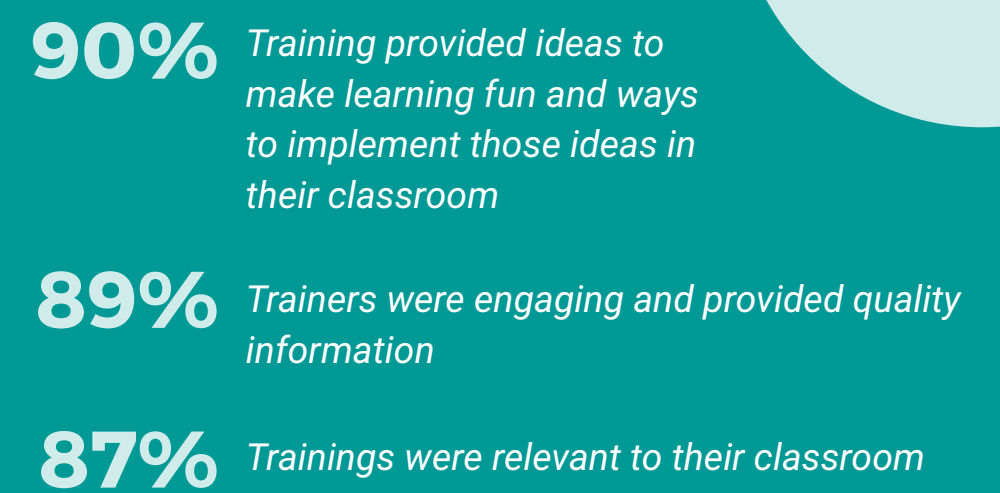 90% Training provided ideas to
make learning fun and ways
to implement those ideas in
their classroom
89% Trainers were engaging and provided quality
information
87% Trainings were relevant to their classroom